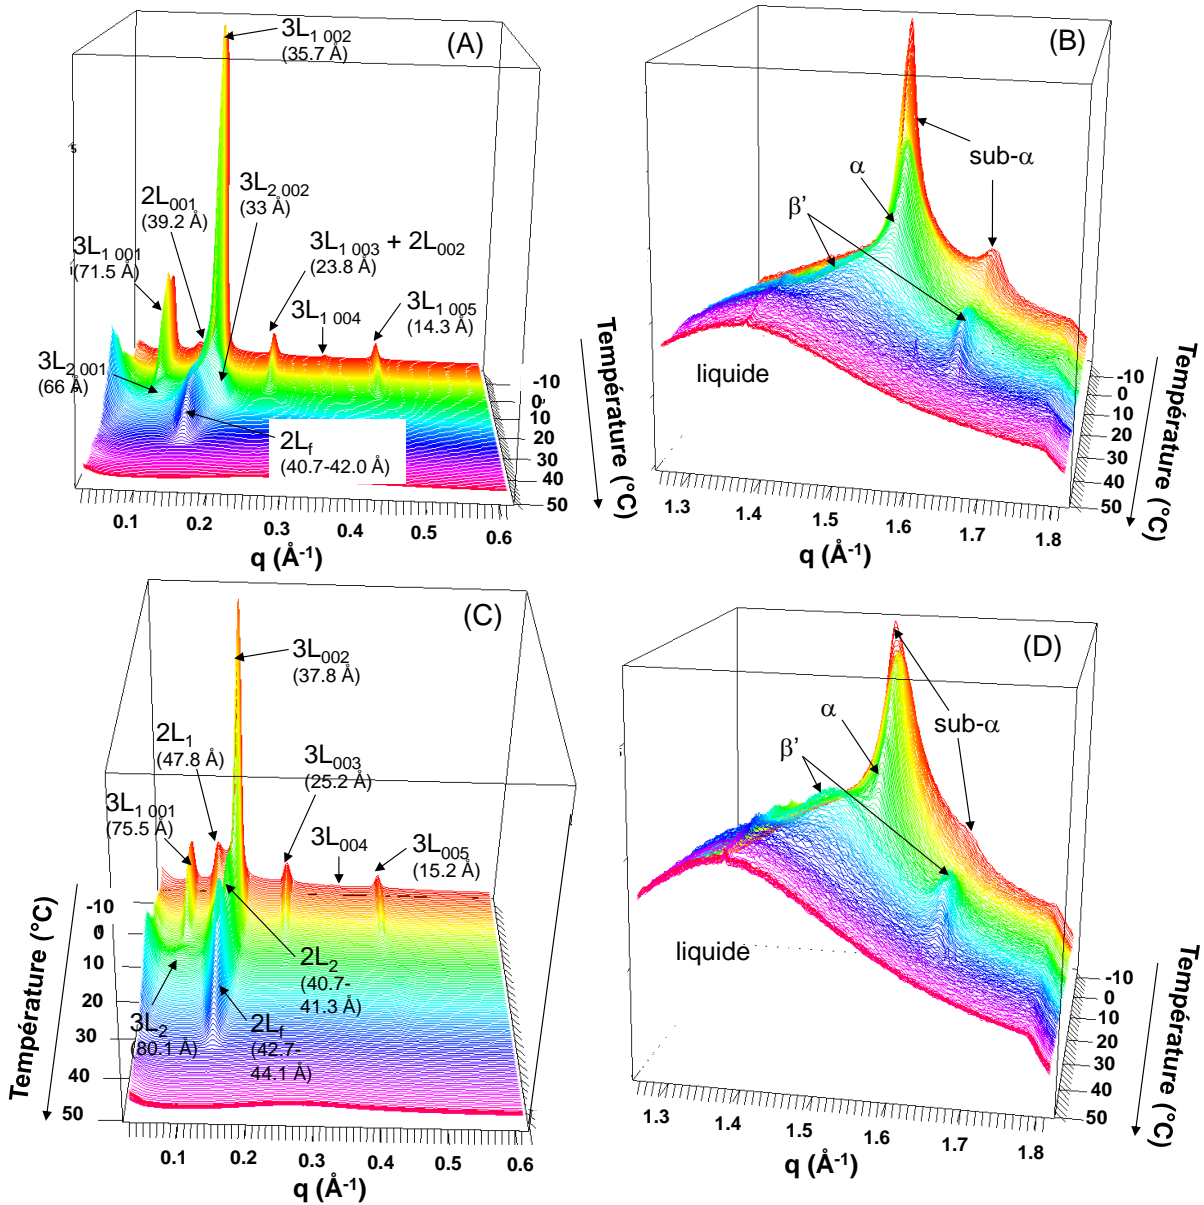 (A)
3L1 002
(35.7 Å)
2L001
(39.2 Å)
3L2 002
(33 Å)
3L1 001
(71.5 Å)
3L1 003 + 2L002
(23.8 Å)
3L1 004
3L1 005
(14.3 Å)
3L2 001
(66 Å)
2Lf
(40.7-42.0 Å)
-10
0
10
20
30
40
50
Température (°C)
0.1 0.2 0.3 0.4 0.5 0.6
q (Å-1)
(B)
sub-α
α
β’
liquide
-10
0
10
20
30
40
50
Température (°C)
1.3 1.4 1.5 1.6 1.7 1.8
q (Å-1)
(C)
3L002
(37.8 Å)
2L1
(47.8 Å)
3L003
(25.2 Å)
3L1 001
(75.5 Å)
3L004
3L005
(15.2 Å)
2L2
(40.7-
41.3 Å)
3L2
(80.1 Å)
2Lf
(42.7-
44.1 Å)
-10
0
10
20
30
40
50
Température (°C)
0.1 0.2 0.3 0.4 0.5 0.6
q (Å-1)
(D)
sub-α
α
β’
liquide
-10
0
10
20
30
40
50
Température (°C)
1.3 1.4 1.5 1.6 1.7 1.8
q (Å-1)